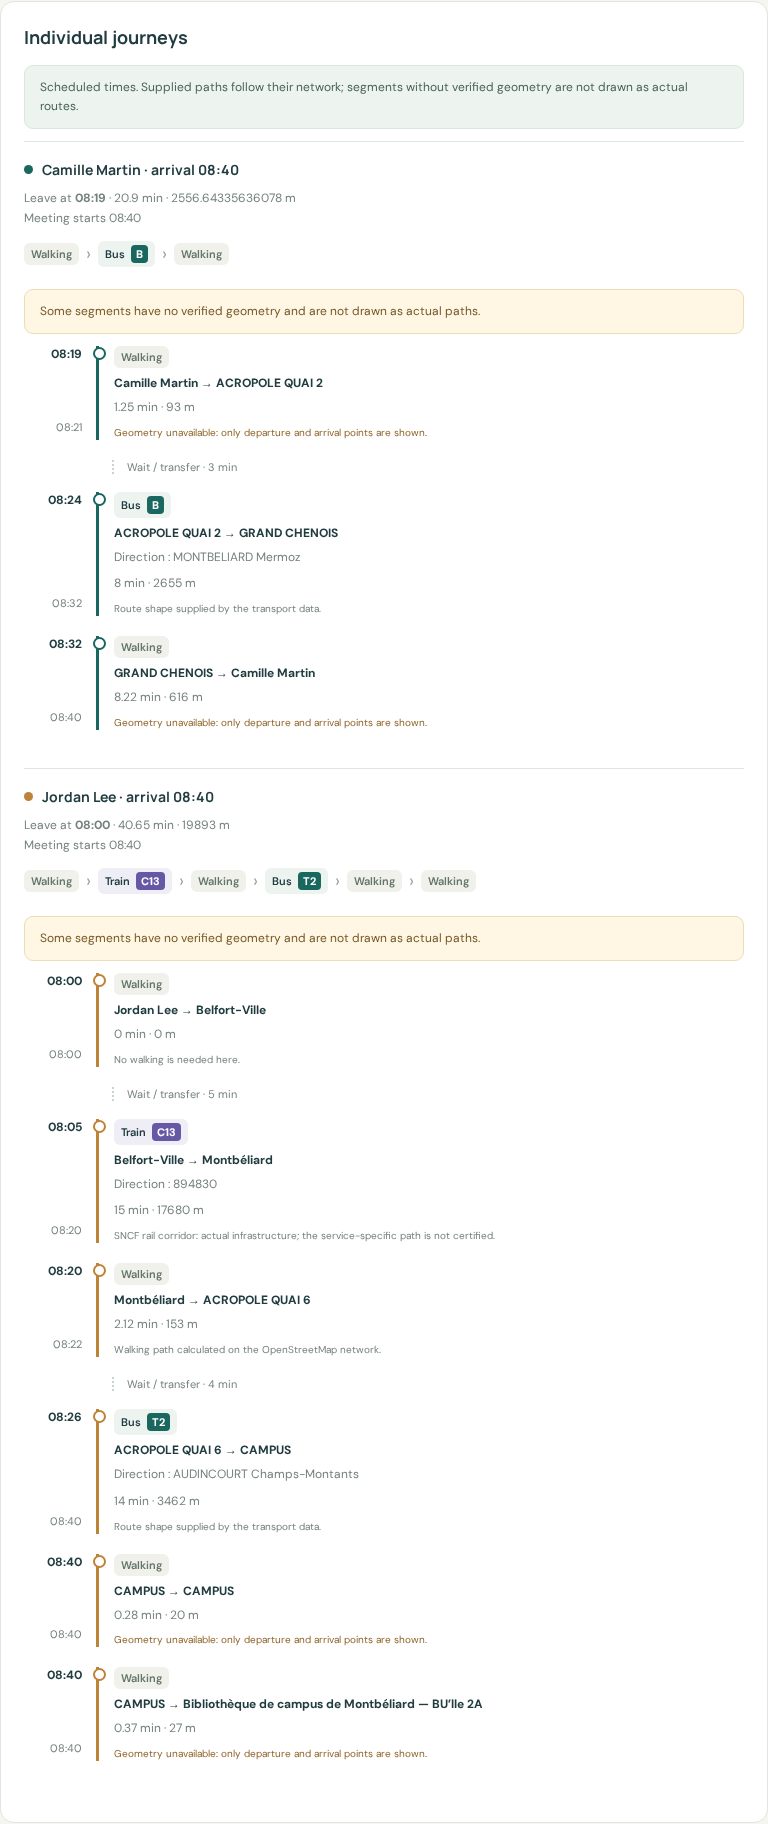 Individual journeys
Scheduled times. Supplied paths follow their network; segments without verified geometry are not drawn as actual
routes.
Camille Martin · arrival 08:40
Leave at 08:19 · 20.9 min · 2556.64335636078 m
Meeting starts 08:40
Walking › Bus B › Walking
Some segments have no verified geometry and are not drawn as actual paths.
08:19 Walking
Camille Martin → ACROPOLE QUAI 2
1.25 min · 93 m
08:21 Geometry unavailable: only departure and arrival points are shown.
Wait / transfer · 3 min
08:24 Bus B
ACROPOLE QUAI 2 → GRAND CHENOIS
Direction : MONTBELIARD Mermoz
8 min · 2655 m
08:32 Route shape supplied by the transport data.
08:32 Walking
GRAND CHENOIS → Camille Martin
8.22 min · 616 m
08:40 Geometry unavailable: only departure and arrival points are shown.
Jordan Lee · arrival 08:40
Leave at 08:00 · 40.65 min · 19893 m
Meeting starts 08:40
Walking › Train C13 › Walking › Bus T2 › Walking › Walking
Some segments have no verified geometry and are not drawn as actual paths.
08:00 Walking
Jordan Lee → Belfort-Ville
0 min · 0 m
08:00 No walking is needed here.
Wait / transfer · 5 min
08:05 Train C13
Belfort-Ville → Montbéliard
Direction : 894830
15 min · 17680 m
08:20 SNCF rail corridor: actual infrastructure; the service-specific path is not certified.
08:20 Walking
Montbéliard → ACROPOLE QUAI 6
2.12 min · 153 m
08:22 Walking path calculated on the OpenStreetMap network.
Wait / transfer · 4 min
08:26 Bus T2
ACROPOLE QUAI 6 → CAMPUS
Direction : AUDINCOURT Champs-Montants
14 min · 3462 m
08:40 Route shape supplied by the transport data.
08:40 Walking
CAMPUS → CAMPUS
0.28 min · 20 m
08:40 Geometry unavailable: only departure and arrival points are shown.
08:40 Walking
CAMPUS → Bibliothèque de campus de Montbéliard — BU'lle 2A
0.37 min · 27 m
08:40 Geometry unavailable: only departure and arrival points are shown.